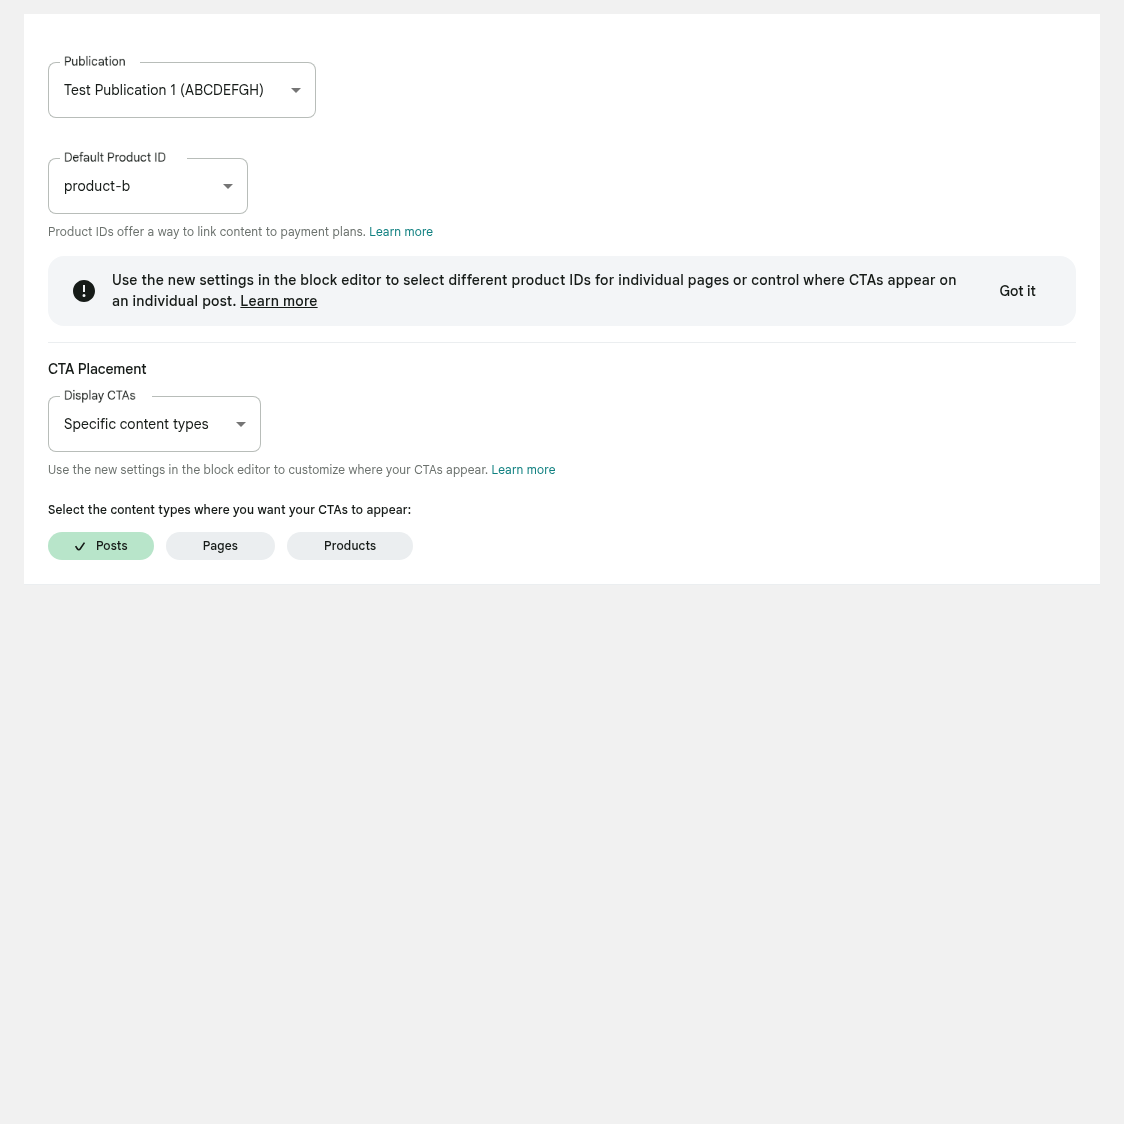 Publication
Test Publication 1 (ABCDEFGH)
Default Product ID
product-b
Product IDs offer a way to link content to payment plans. Learn more
Use the new settings in the block editor to select different product IDs for individual pages or control where CTAs appear on
an individual post. Learn more
Got it
CTA Placement
Display CTAs
Specific content types
Use the new settings in the block editor to customize where your CTAs appear. Learn more
Select the content types where you want your CTAs to appear:
Posts Pages Products